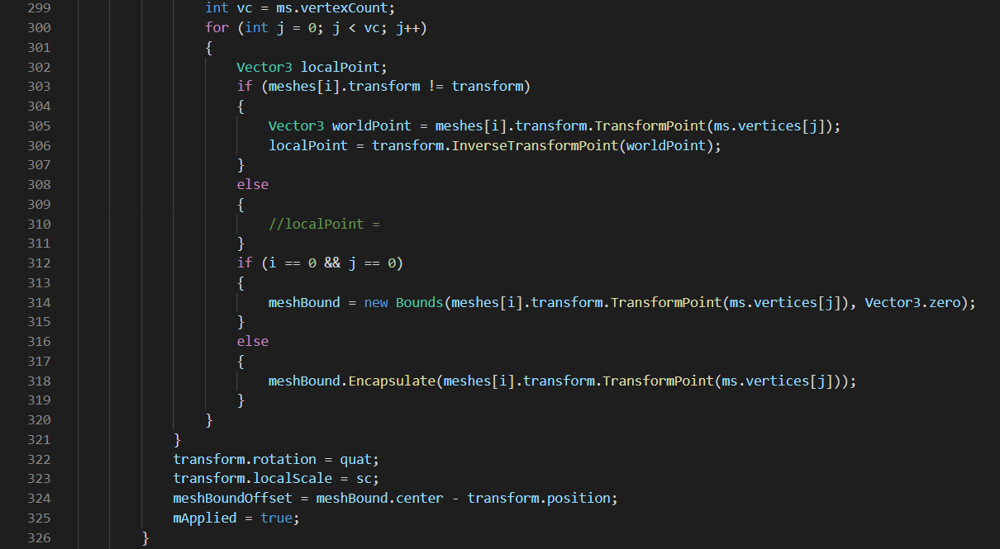 299 int vc = ms.vertexCount;
300 for (int j = 0; j < vc; j++)
301 {
302 Vector3 localPoint;
303 if (meshes[i].transform != transform)
304 {
305 Vector3 worldPoint = meshes[i].transform.TransformPoint(ms.vertices[j]);
306 localPoint = transform.InverseTransformPoint(worldPoint);
307 }
308 else
309 {
310 //localPoint =
311 }
312 if (i == 0 && j == 0)
313 {
314 meshBound = new Bounds(meshes[i].transform.TransformPoint(ms.vertices[j]), Vector3.zero);
315 }
316 else
317 {
318 meshBound.Encapsulate(meshes[i].transform.TransformPoint(ms.vertices[j]));
319 }
320 }
321 }
322 transform.rotation = quat;
323 transform.localScale = sc;
324 meshBoundOffset = meshBound.center - transform.position;
325 mApplied = true;
326 }